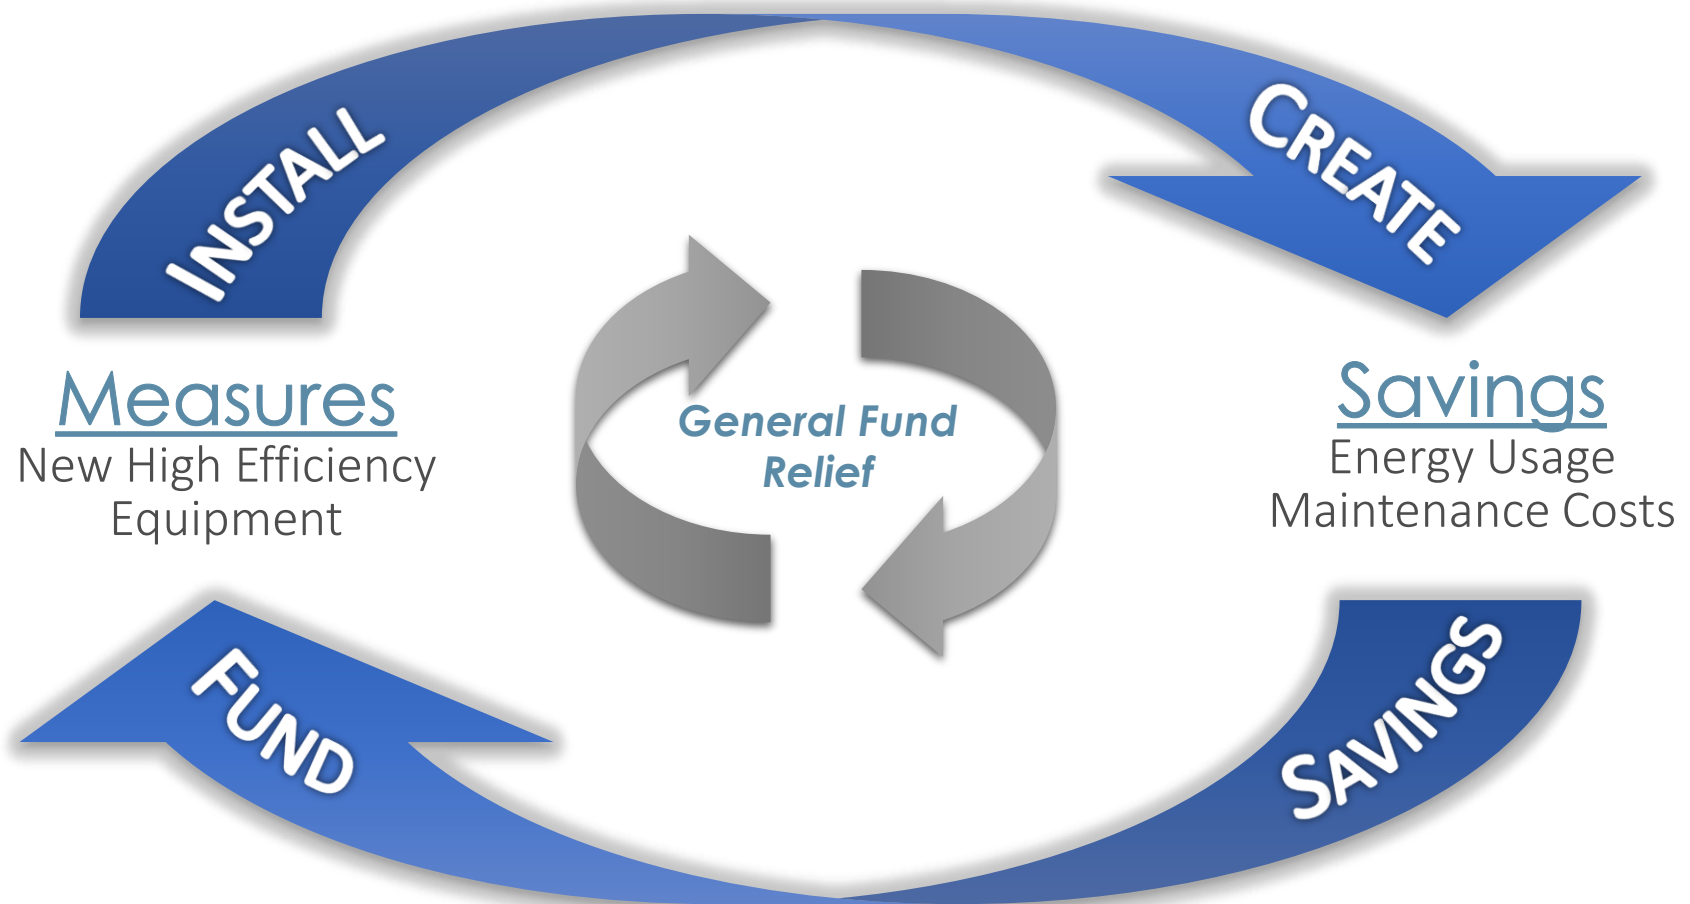 INSTALL
CREATE
Measures
New High Efficiency
Equipment
General Fund
Relief
Savings
Energy Usage
Maintenance Costs
FUND
SAVINGS